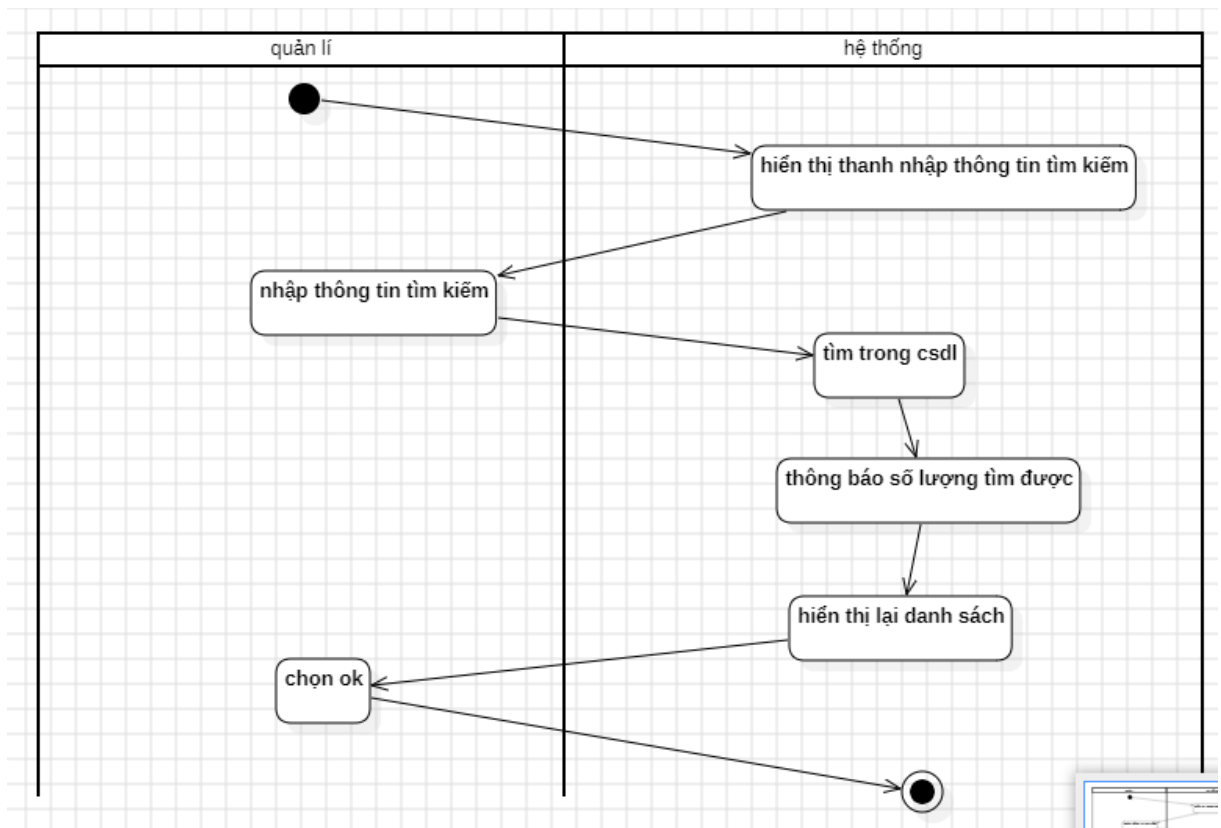 quản lí
hệ thống
hiển thị thanh nhập thông tin tìm kiếm
nhập thông tin tìm kiếm
tìm trong csdl
thông báo số lượng tìm được
hiển thị lại danh sách
chọn ok